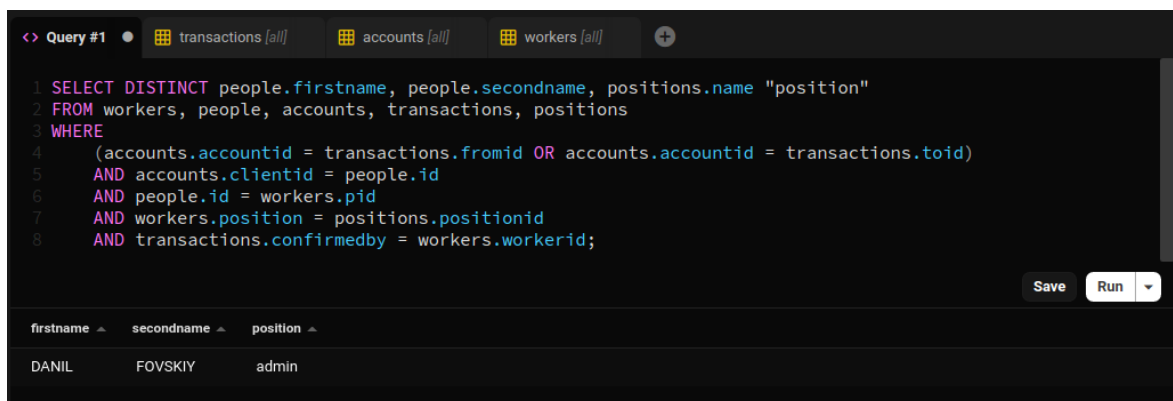 <> Query #1 transactions [all] accounts [all] workers [all]
1 SELECT DISTINCT people.firstname, people.secondname, positions.name "position"
2 FROM workers, people, accounts, transactions, positions
3 WHERE
4 (accounts.accountid = transactions.fromid OR accounts.accountid = transactions.toid)
5 AND accounts.clientid = people.id
6 AND people.id = workers.pid
7 AND workers.position = positions.positionid
8 AND transactions.confirmedby = workers.workerid;
Save Run
firstname secondname position
DANIL FOVSKIY admin